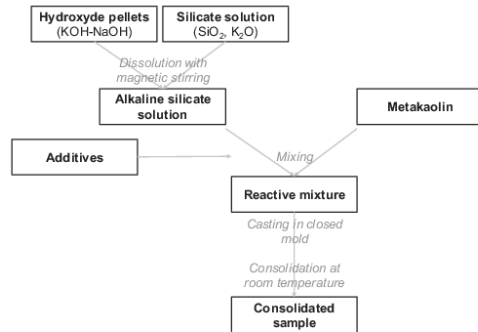 Hydroxyde pellets
(KOH-NaOH)
Silicate solution
(SiO₂, K₂O)
Dissolution with
magnetic stirring
Alkaline silicate
solution
Metakaolin
Additives
Mixing
Reactive mixture
Casting in closed
mold
Consolidation at
room temperature
Consolidated
sample